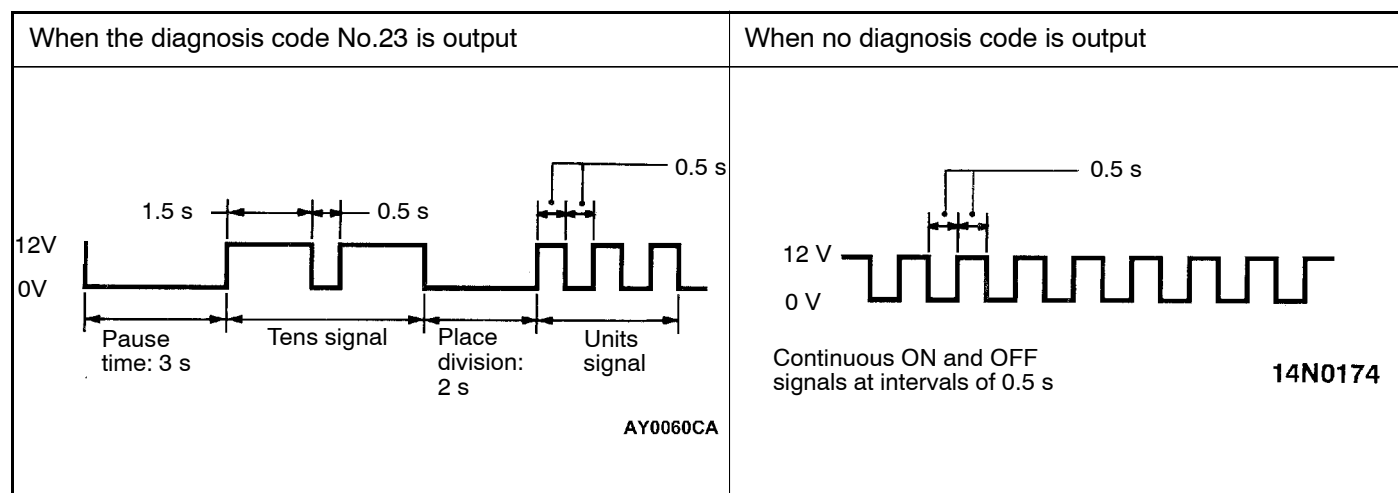 When the diagnosis code No.23 is output
0.5 s
1.5 s
0.5 s
12V
0V
Pause
time: 3 s
Tens signal
Place
division:
2 s
Units
signal
AY0060CA
When no diagnosis code is output
0.5 s
12 V
0 V
Continuous ON and OFF
signals at intervals of 0.5 s
14N0174